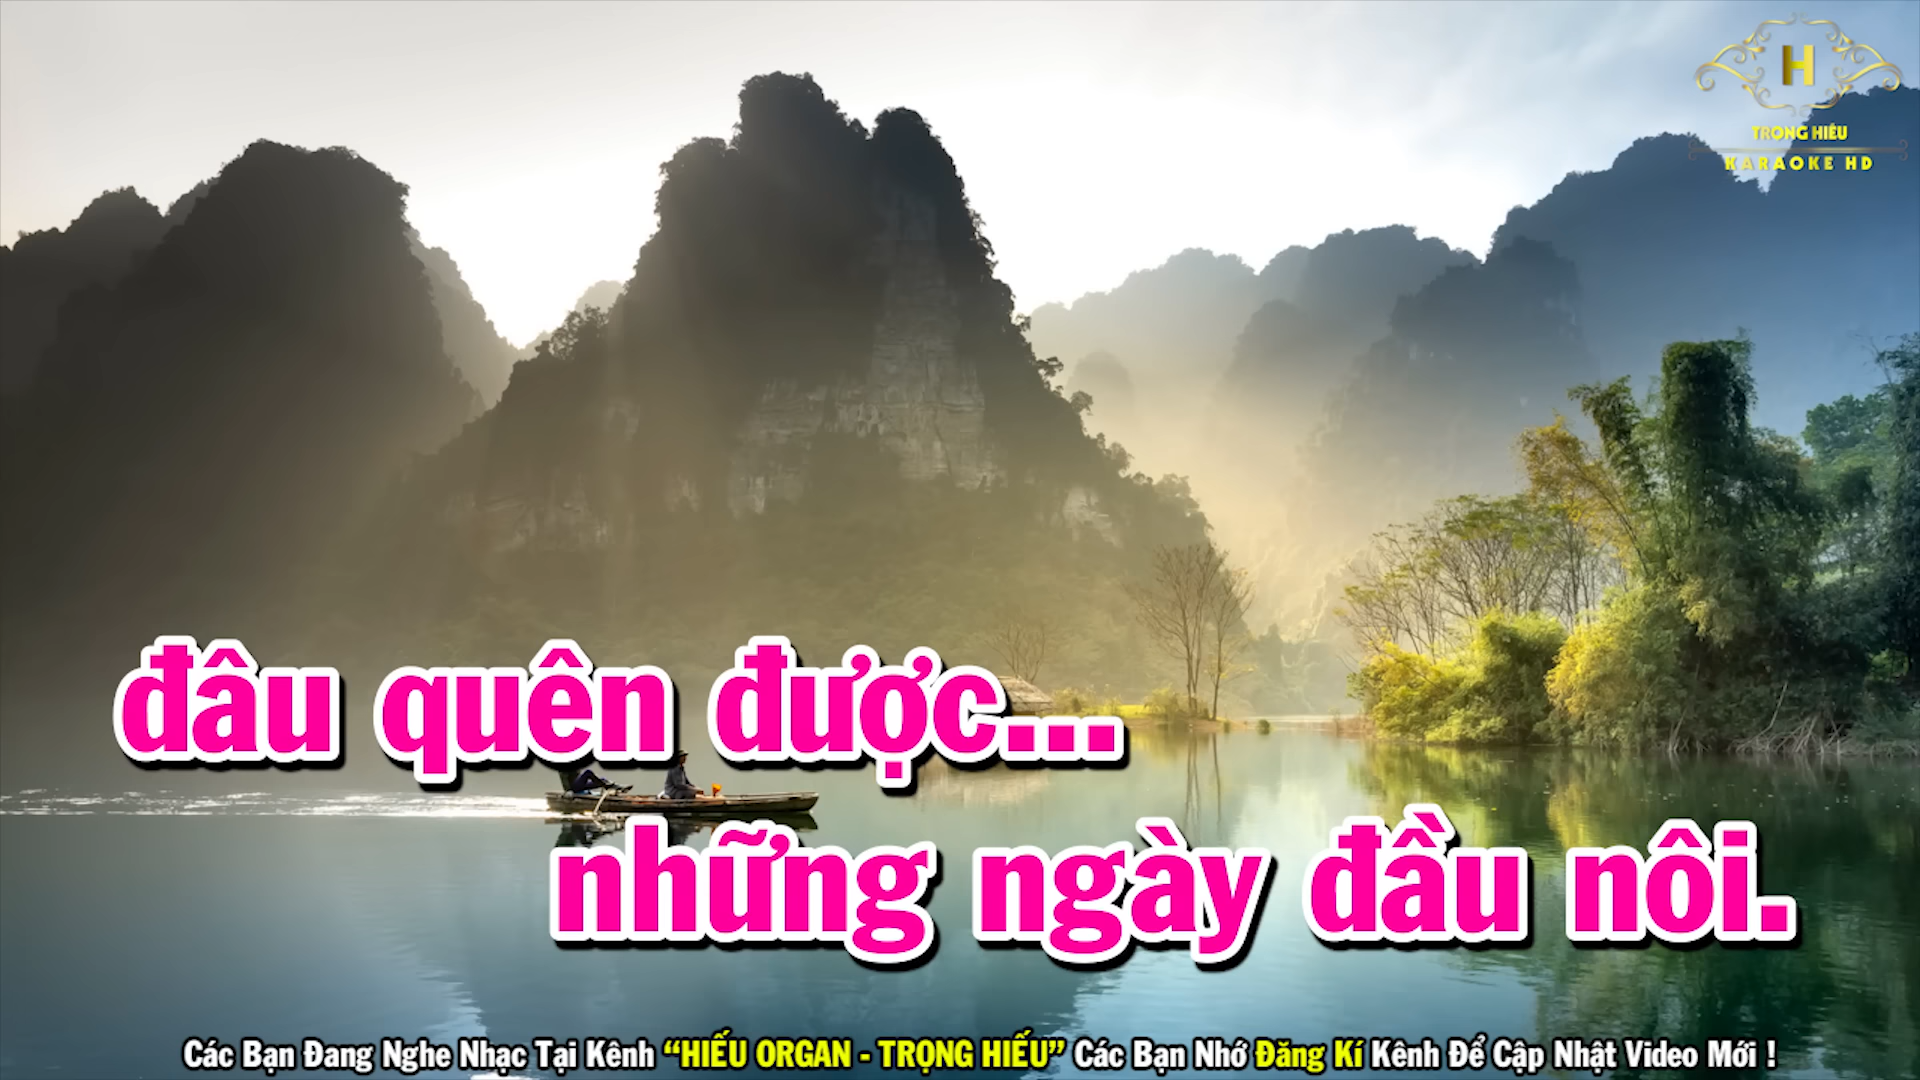 H
TRỌNG HIẾU
KARAOKE HD
đâu quên được...
những ngày đầu nôi.
Các Bạn Đang Nghe Nhạc Tại Kênh “HIẾU ORGAN - TRỌNG HIẾU” Các Bạn Nhớ Đăng Kí Kênh Để Cập Nhật Video Mới !